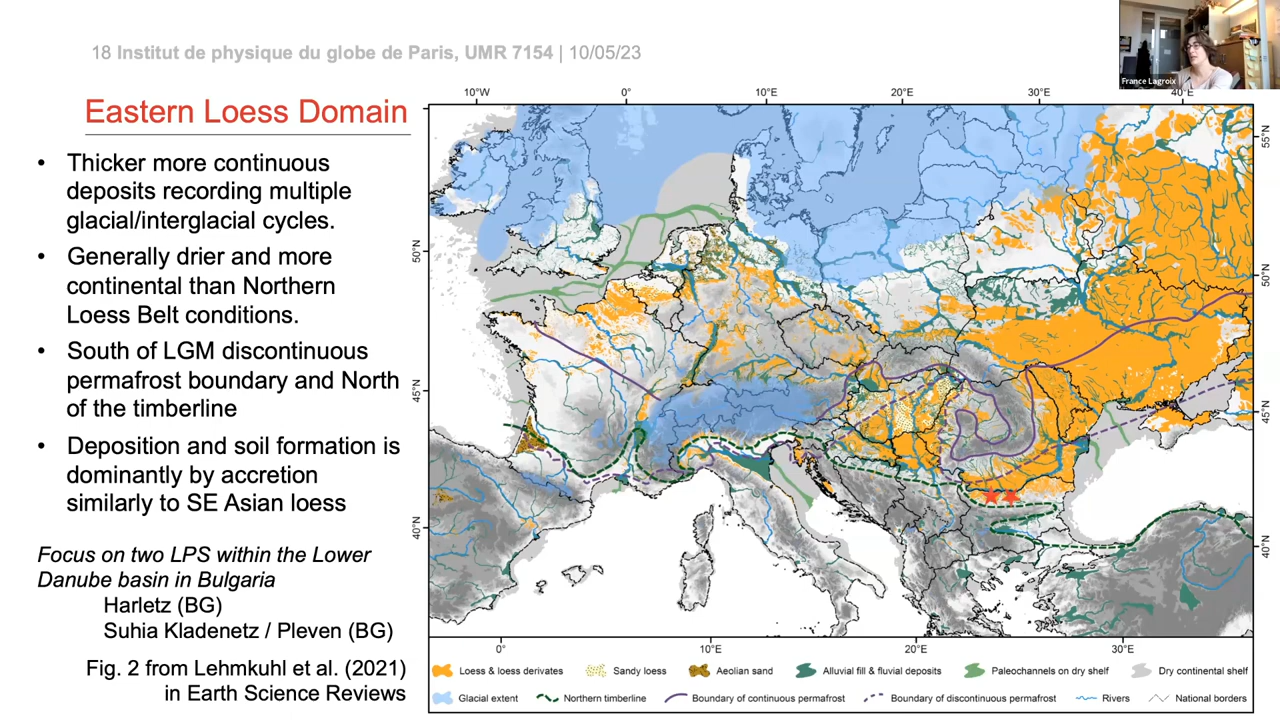 18 Institut de physique du globe de Paris, UMR 7154 | 10/05/23
France Lagroix
Eastern Loess Domain
• Thicker more continuous
deposits recording multiple
glacial/interglacial cycles.
• Generally drier and more
continental than Northern
Loess Belt conditions.
• South of LGM discontinuous
permafrost boundary and North
of the timberline
• Deposition and soil formation is
dominantly by accretion
similarly to SE Asian loess
Focus on two LPS within the Lower
Danube basin in Bulgaria
Harletz (BG)
Suhia Kladenetz / Pleven (BG)
Fig. 2 from Lehmkuhl et al. (2021)
in Earth Science Reviews
10°W 0° 10°E 20°E 30°E 40°E
55°N
50°N 50°N
45°N 45°N
40°N 40°N
0° 10°E 20°E 30°E
Loess & loess derivates Sandy loess Aeolian sand Alluvial fill & fluvial deposits Paleochannels on dry shelf Dry continental shelf
Glacial extent Northern timberline Boundary of continuous permafrost Boundary of discontinuous permafrost Rivers National borders